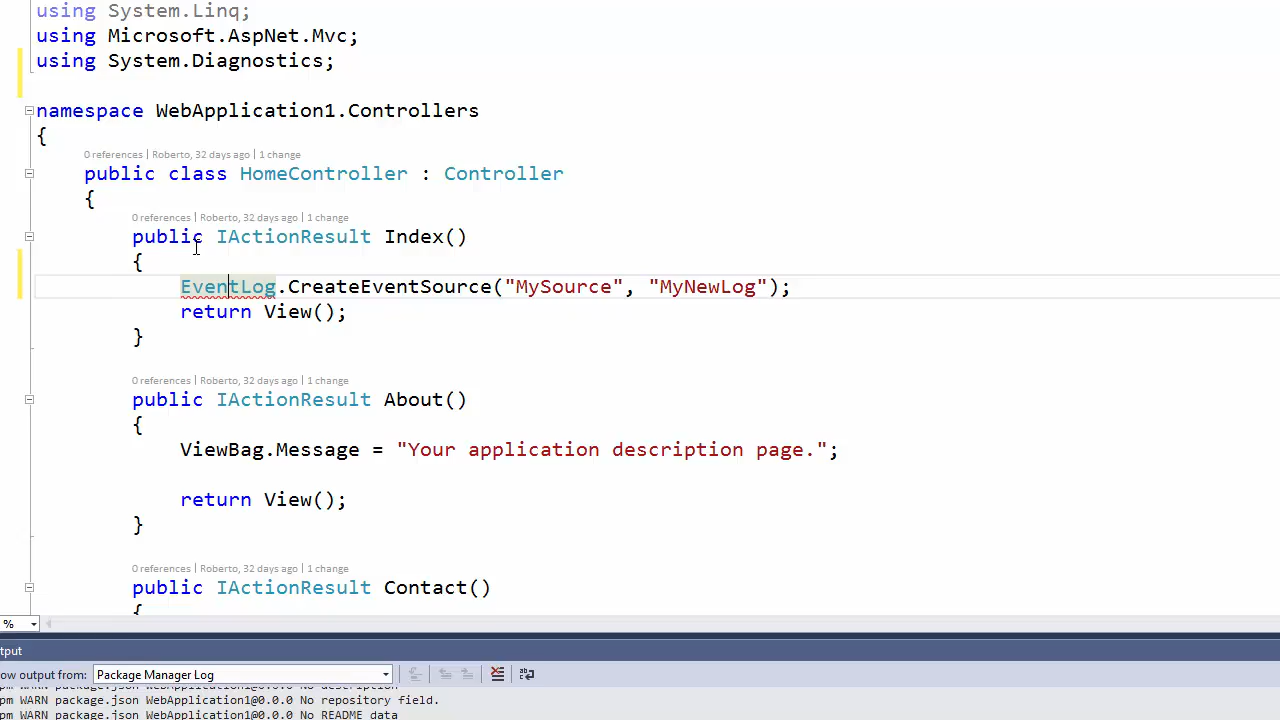 using System.Linq;
using Microsoft.AspNet.Mvc;
using System.Diagnostics;
namespace WebApplication1.Controllers
{
0 references | Roberto, 32 days ago | 1 change
public class HomeController : Controller
{
0 references | Roberto, 32 days ago | 1 change
public IActionResult Index()
{
EventLog.CreateEventSource("MySource", "MyNewLog");
return View();
}
0 references | Roberto, 32 days ago | 1 change
public IActionResult About()
{
ViewBag.Message = "Your application description page.";
return View();
}
0 references | Roberto, 32 days ago | 1 change
public IActionResult Contact()
{
%
tput
ow output from: Package Manager Log
pm WARN package.json WebApplication1@0.0.0 No description
pm WARN package.json WebApplication1@0.0.0 No repository field.
pm WARN package.json WebApplication1@0.0.0 No README data